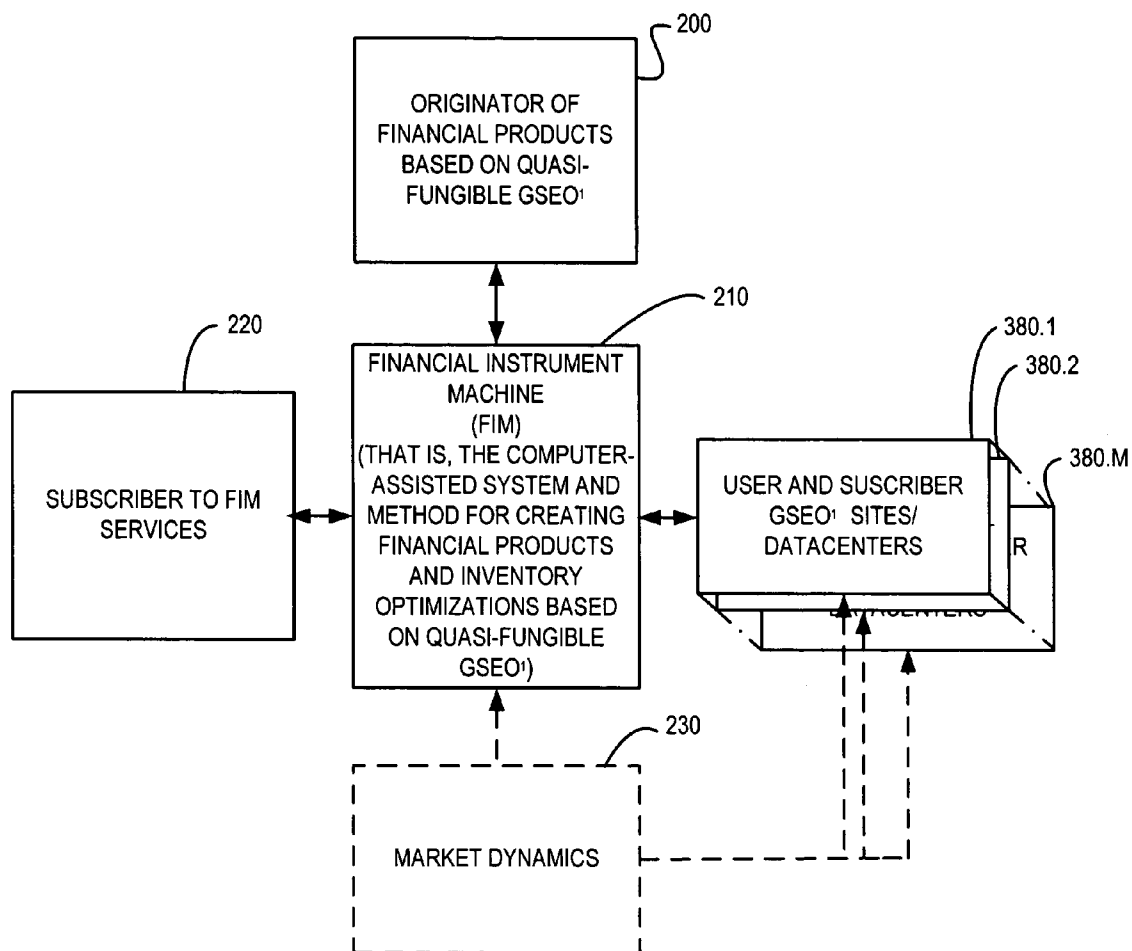 200
ORIGINATOR OF
FINANCIAL PRODUCTS
BASED ON QUASI-
FUNGIBLE GSEO¹
210
220
380.1
380.2
380.M
FINANCIAL INSTRUMENT
MACHINE
(FIM)
(THAT IS, THE COMPUTER-
ASSISTED SYSTEM AND
METHOD FOR CREATING
FINANCIAL PRODUCTS
AND INVENTORY
OPTIMIZATIONS BASED
ON QUASI-FUNGIBLE
GSEO¹)
SUBSCRIBER TO FIM
SERVICES
USER AND SUSCRIBER
GSEO¹ SITES/
DATACENTERS
R
230
MARKET DYNAMICS